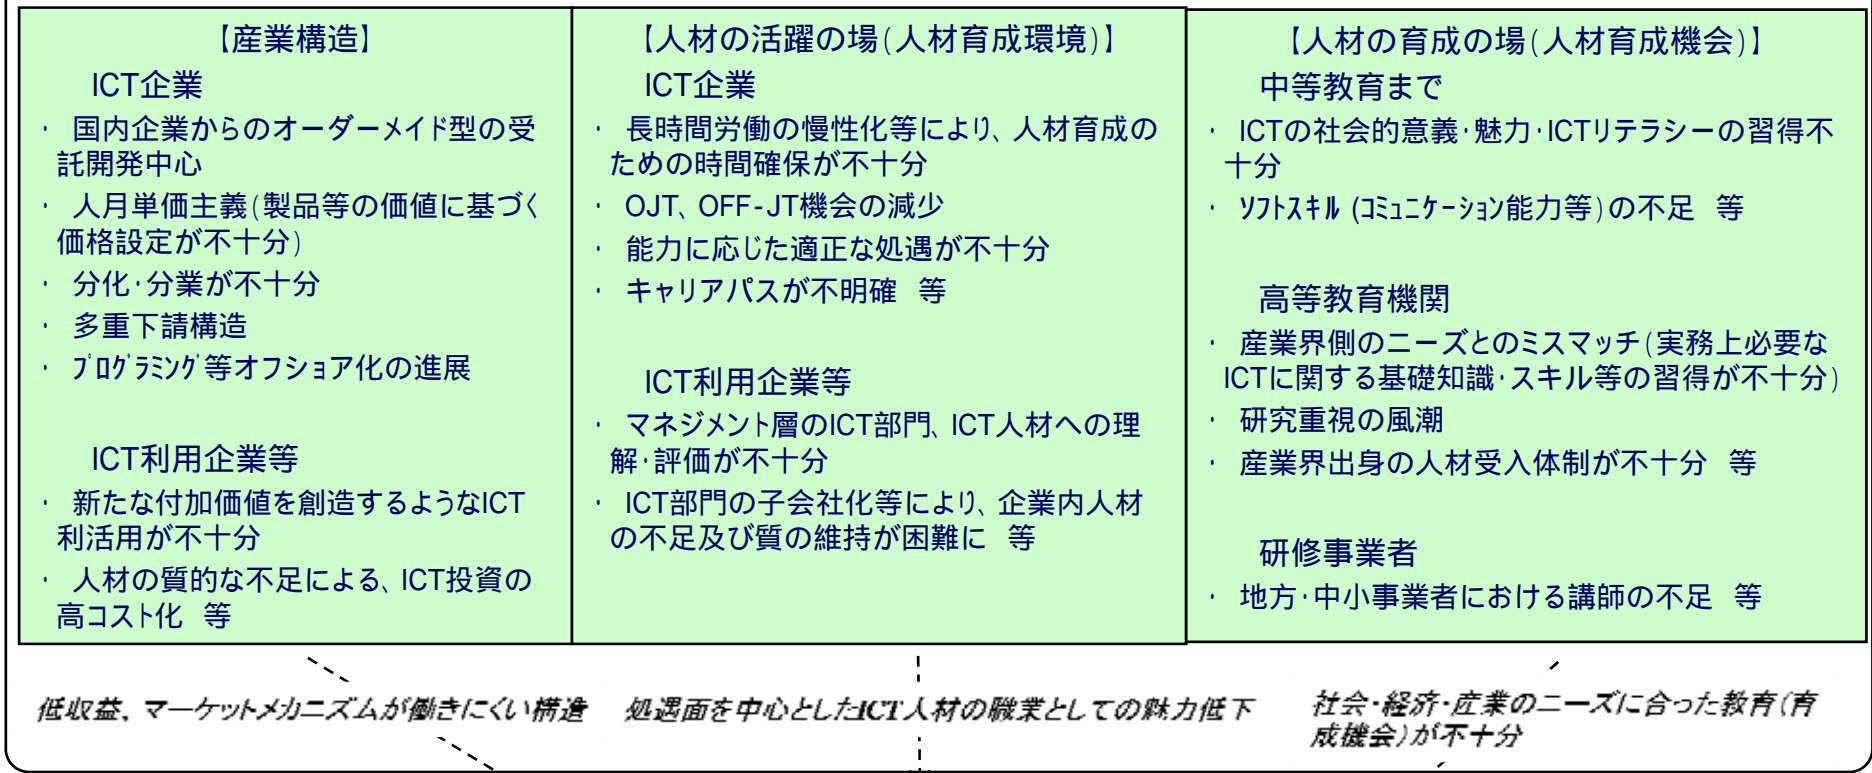 【産業構造】
ICT企業
・ 国内企業からのオーダーメイド型の受
託開発中心
・ 人月単価主義(製品等の価値に基づく
価格設定が不十分)
・ 分化・分業が不十分
・ 多重下請構造
・ ﾌﾟﾛｸﾞﾗﾐﾝｸﾞ等オフショア化の進展
ICT利用企業等
・ 新たな付加価値を創造するようなICT
利活用が不十分
・ 人材の質的な不足による、ICT投資の
高コスト化 等
【人材の活躍の場(人材育成環境)】
ICT企業
・ 長時間労働の慢性化等により、人材育成の
ための時間確保が不十分
・ OJT、OFF-JT機会の減少
・ 能力に応じた適正な処遇が不十分
・ キャリアパスが不明確 等
ICT利用企業等
・ マネジメント層のICT部門、ICT人材への理
解・評価が不十分
・ ICT部門の子会社化等により、企業内人材
の不足及び質の維持が困難に 等
【人材の育成の場(人材育成機会)】
中等教育まで
・ ICTの社会的意義・魅力・ICTリテラシーの習得不
十分
・ ｿﾌﾄｽｷﾙ (ｺﾐｭﾆｹｰｼｮﾝ能力等)の不足 等
高等教育機関
・ 産業界側のニーズとのミスマッチ(実務上必要な
ICTに関する基礎知識・スキル等の習得が不十分)
・ 研究重視の風潮
・ 産業界出身の人材受入体制が不十分 等
研修事業者
・ 地方・中小事業者における講師の不足 等
低収益、マーケットメカニズムが働きにくい構造
処遇面を中心としたICT人材の職業としての魅力低下
社会・経済・産業のニーズに合った教育(育
成機会)が不十分